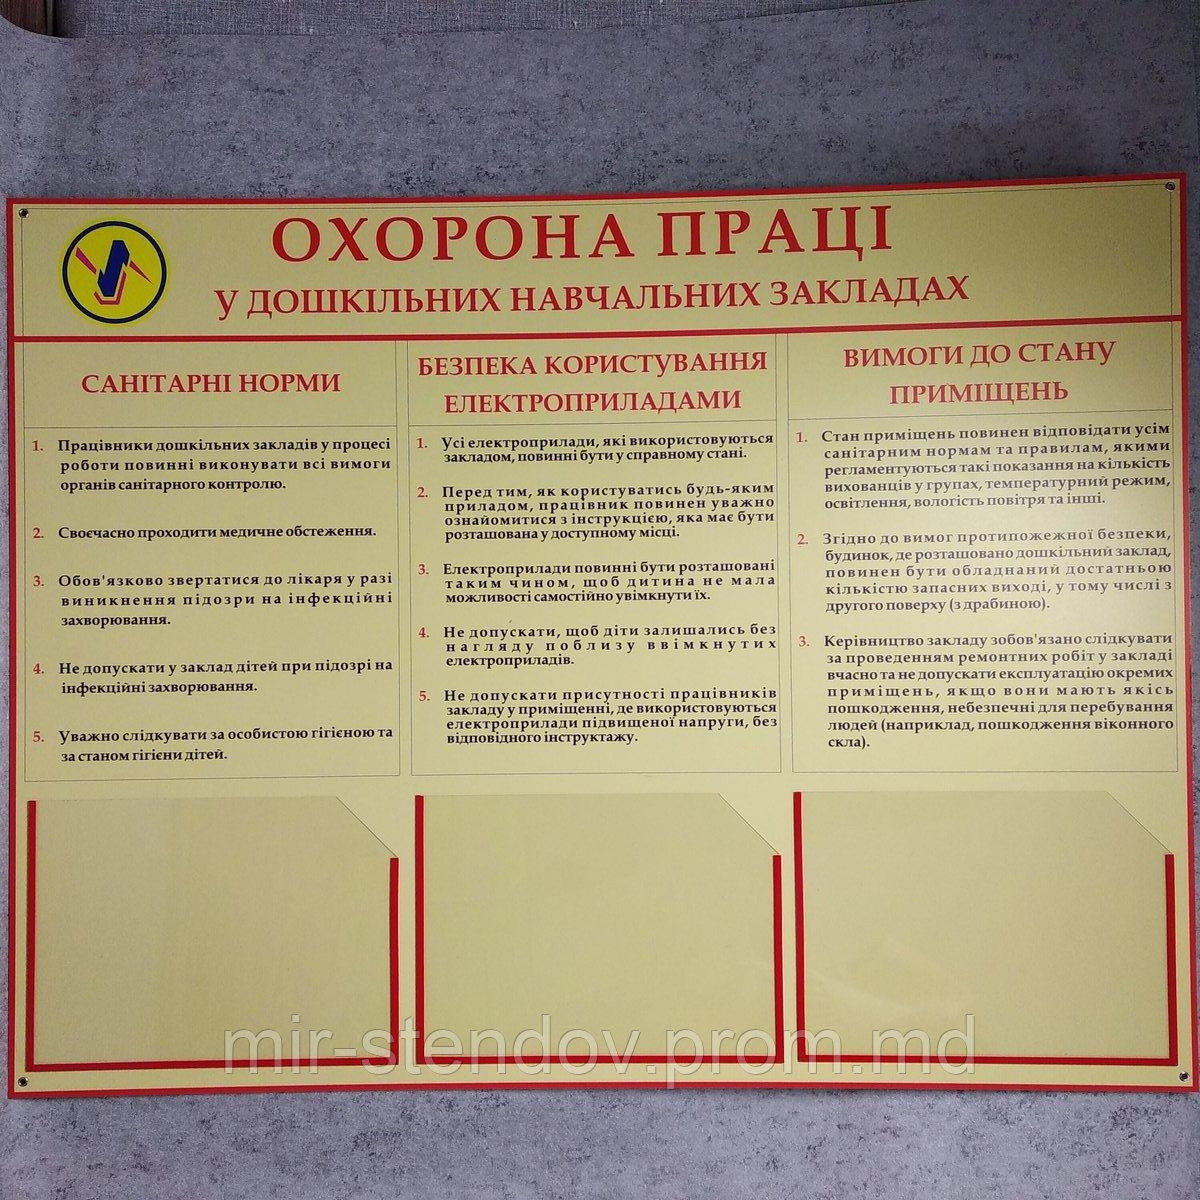 ОХОРОНА ПРАЦІ
У ДОШКІЛЬНИХ НАВЧАЛЬНИХ ЗАКЛАДАХ
САНІТАРНІ НОРМИ
1. Працівники дошкільних закладів у процесі
роботи повинні виконувати всі вимоги
органів санітарного контролю.
2. Своєчасно проходити медичне обстеження.
3. Обов'язково звертатися до лікаря у разі
виникнення підозри на інфекційні
захворювання.
4. Не допускати у заклад дітей при підозрі на
інфекційні захворювання.
5. Уважно слідкувати за особистою гігієною та
за станом гігієни дітей.
БЕЗПЕКА КОРИСТУВАННЯ
ЕЛЕКТРОПРИЛАДАМИ
1. Усі електроприлади, які використовуються
закладом, повинні бути у справному стані.
2. Перед тим, як користуватись будь-яким
приладом, працівник повинен уважно
ознайомитися з інструкцією, яка має бути
розташована у доступному місці.
3. Електроприлади повинні бути розташовані
таким чином, щоб дитина не мала
можливості самостійно увімкнути їх.
4. Не допускати, щоб діти залишались без
нагляду поблизу ввімкнутих
електроприладів.
5. Не допускати присутності працівників
закладу у приміщенні, де використовуються
електроприлади підвищеної напруги, без
відповідного інструктажу.
ВИМОГИ ДО СТАНУ
ПРИМІЩЕНЬ
1. Стан приміщень повинен відповідати усім
санітарним нормам та правилам, якими
регламентуються такі показання на кількість
вихованців у групах, температурний режим,
освітлення, вологість повітря та інші.
2. Згідно до вимог протипожежної безпеки,
будинок, де розташовано дошкільний заклад,
повинен бути обладнаний достатньою
кількістю запасних виході, у тому числі з
другого поверху (з драбиною).
3. Керівництво закладу зобов'язано слідкувати
за проведенням ремонтних робіт у закладі
вчасно та не допускати експлуатацію окремих
приміщень, якщо вони мають якісь
пошкодження, небезпечні для перебування
людей (наприклад, пошкодження віконного
скла).
mir-stendov.prom.md